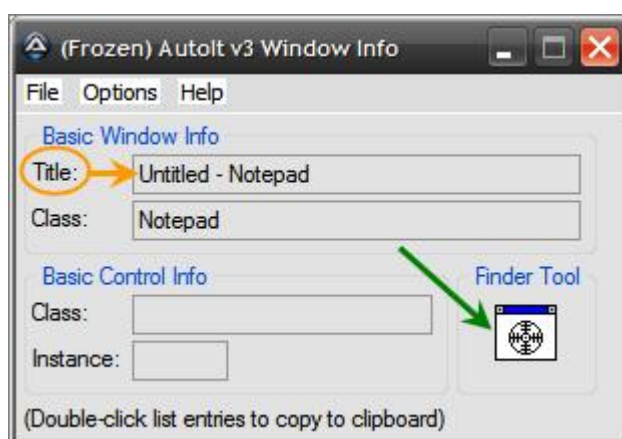 (Frozen) AutoIt v3 Window Info
File Options Help
Basic Window Info
Title: Untitled - Notepad
Class: Notepad
Basic Control Info
Finder Tool
Class:
Instance:
(Double-click list entries to copy to clipboard)